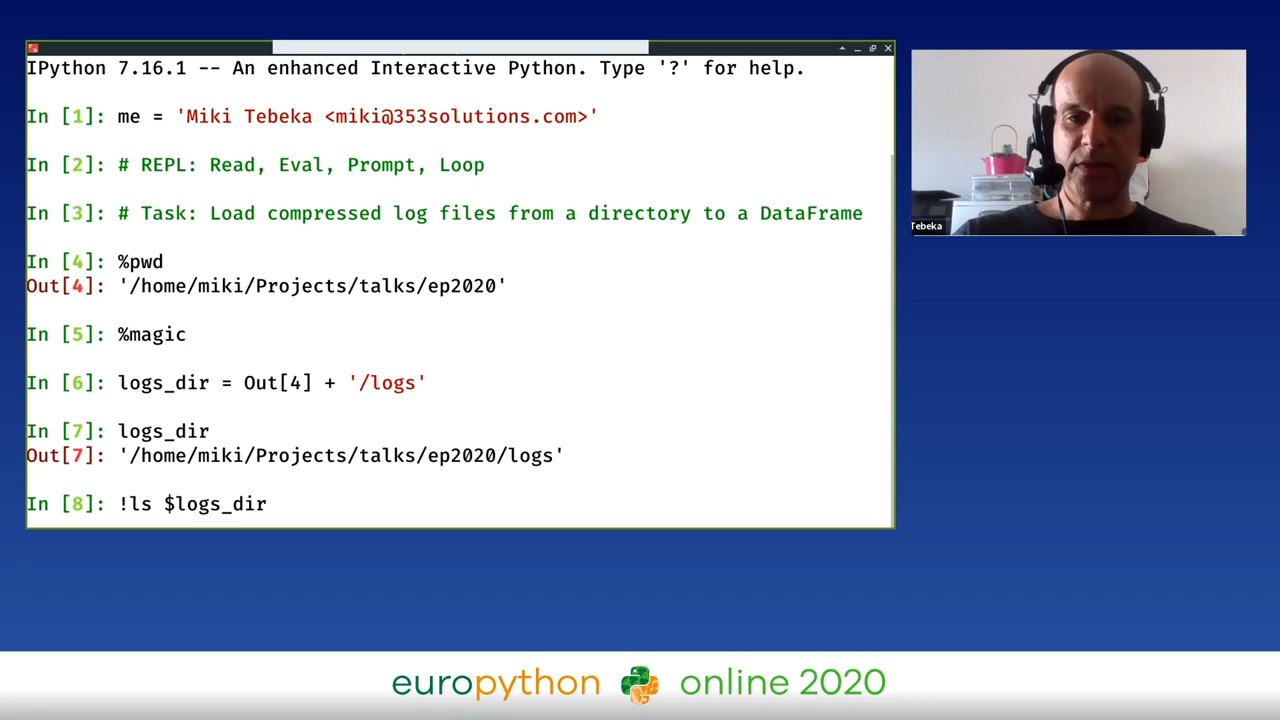 IPython 7.16.1 -- An enhanced Interactive Python. Type '?' for help.
In [1]: me = 'Miki Tebeka <miki@353solutions.com>'
In [2]: # REPL: Read, Eval, Prompt, Loop
In [3]: # Task: Load compressed log files from a directory to a DataFrame
In [4]: %pwd
Out[4]: '/home/miki/Projects/talks/ep2020'
In [5]: %magic
In [6]: logs_dir = Out[4] + '/logs'
In [7]: logs_dir
Out[7]: '/home/miki/Projects/talks/ep2020/logs'
In [8]: !ls $logs_dir
Tebeka
europython online 2020